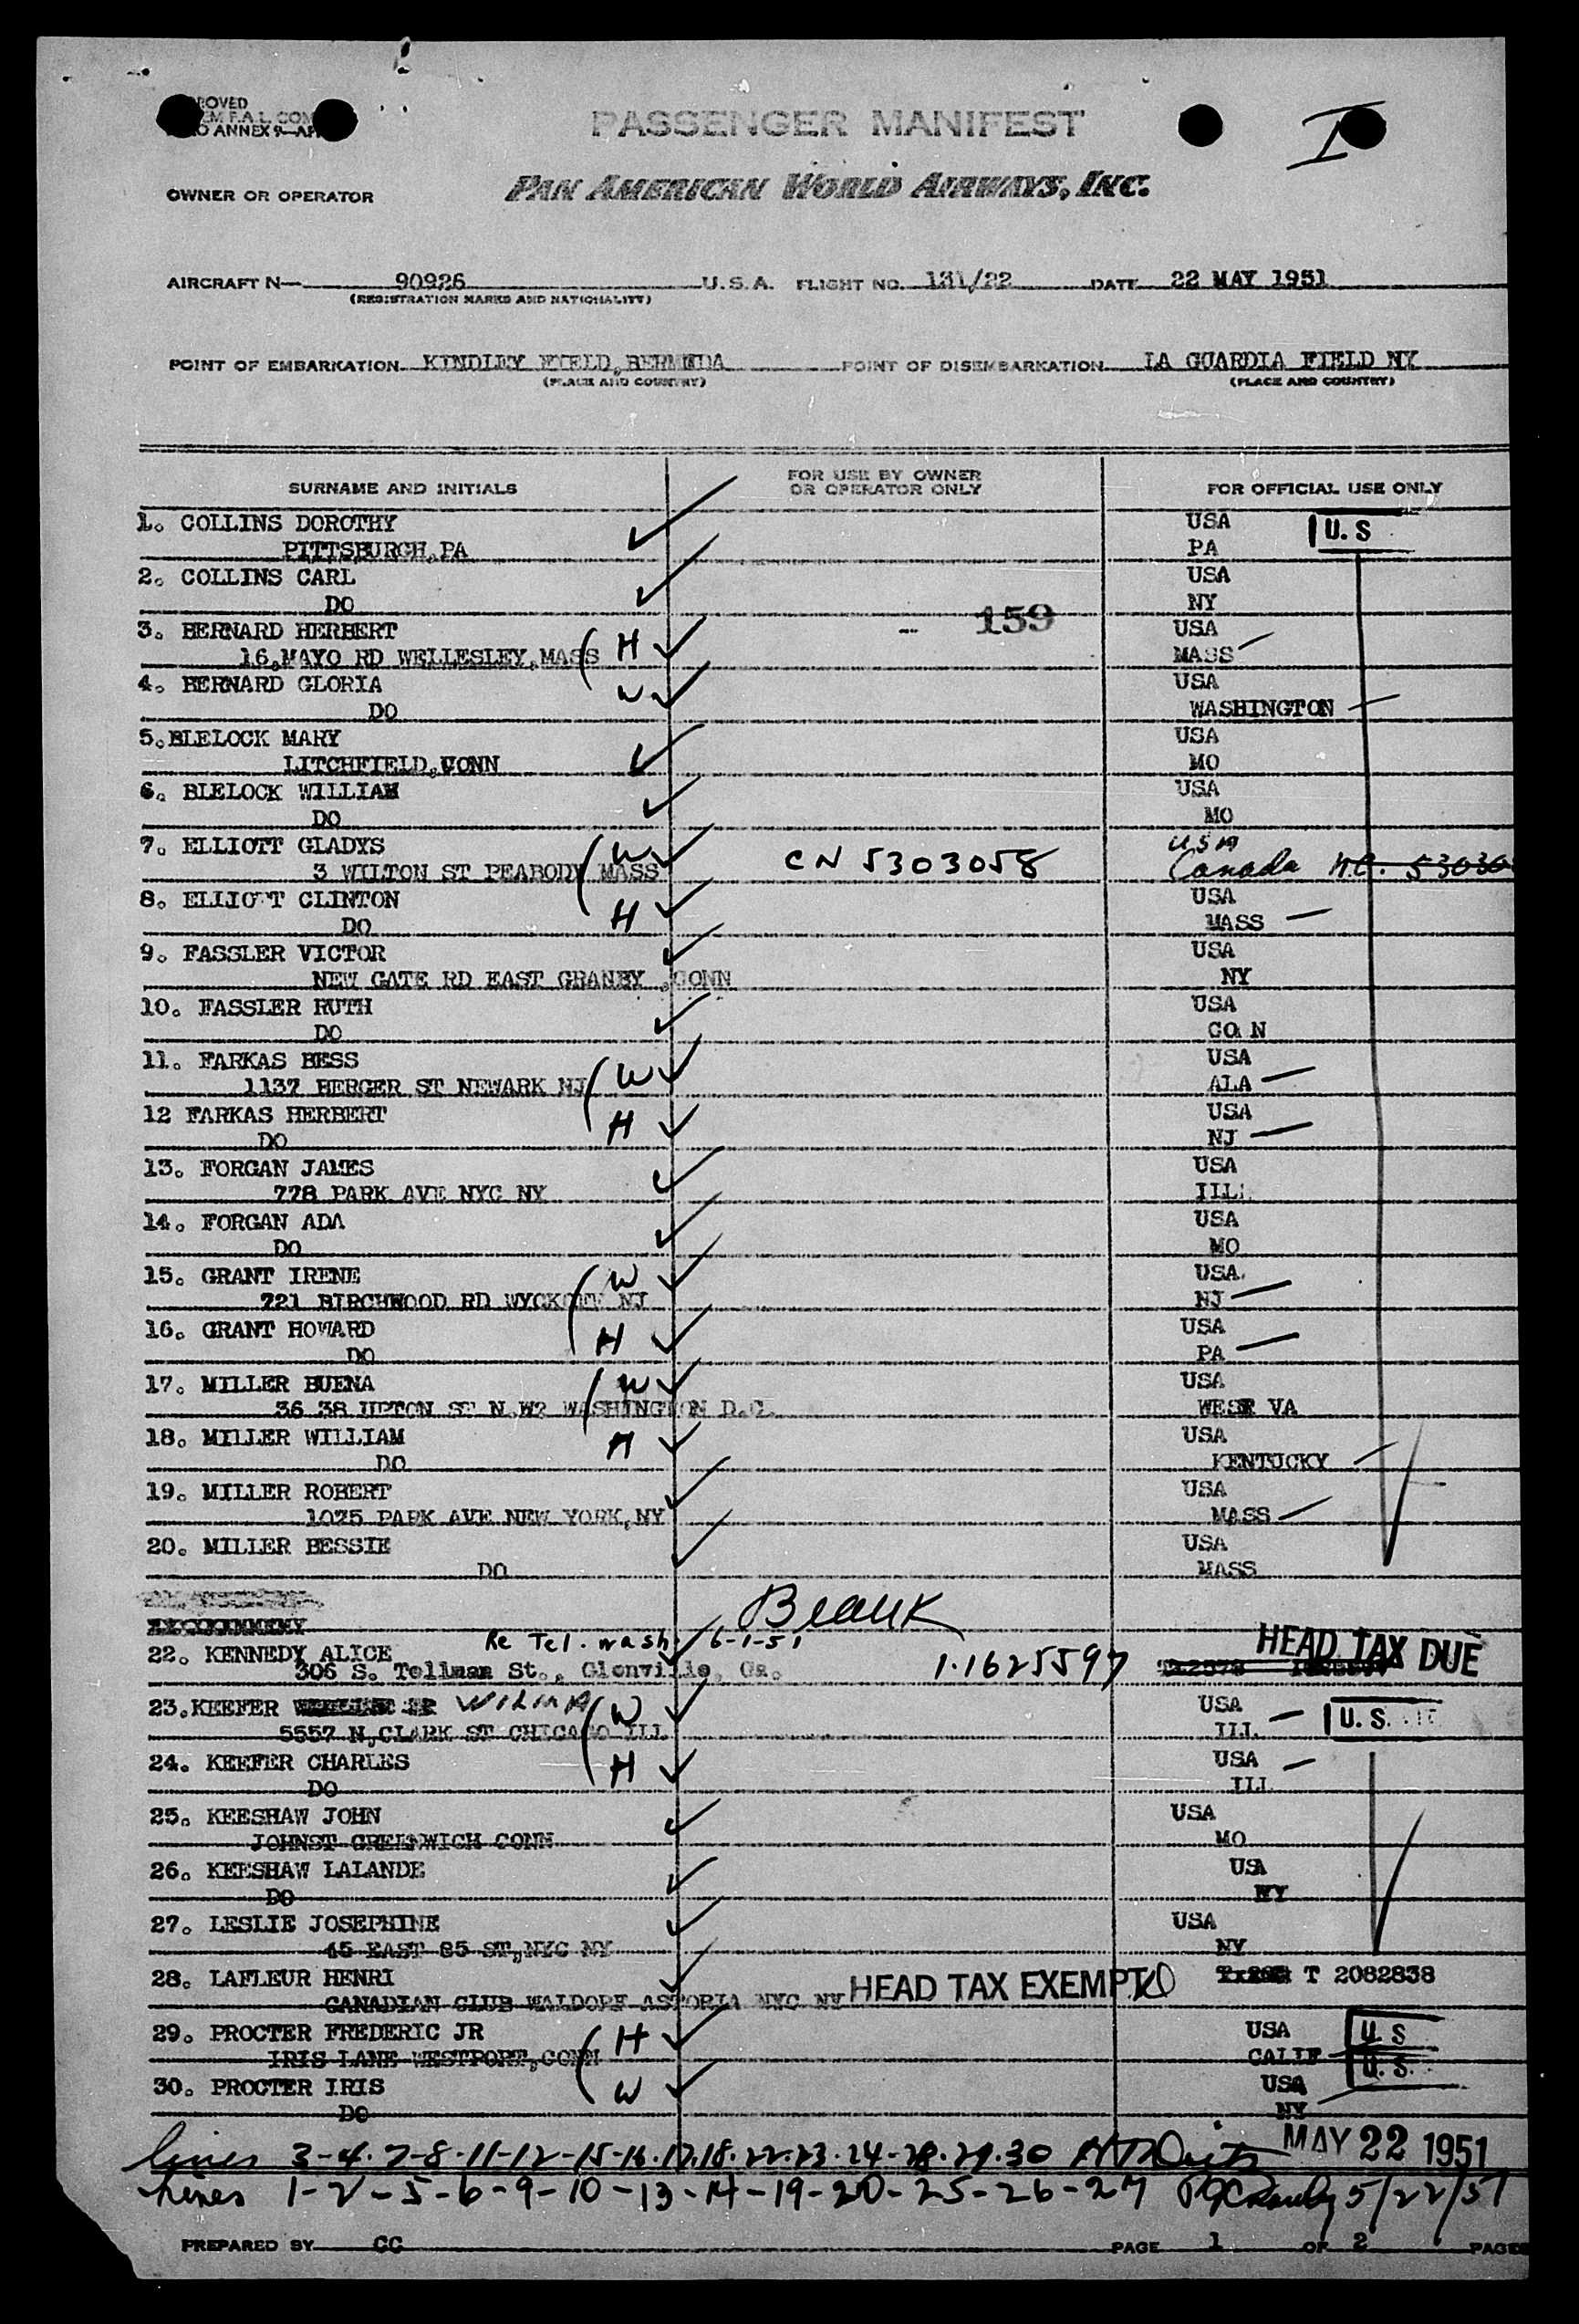 ROVED
EM F.A.L. COM
O ANNEX 9—AP
PASSENGER MANIFEST
I
OWNER OR OPERATOR PAN AMERICAN WORLD AIRWAYS, INC.
AIRCRAFT N— 90926 U.S.A. FLIGHT NO. 131/22 DATE 22 MAY 1951
(REGISTRATION MARKS AND NATIONALITY)
POINT OF EMBARKATION KINDLEY FIELD, BERMUDA POINT OF DISEMBARKATION LA GUARDIA FIELD NY
(PLACE AND COUNTRY) (PLACE AND COUNTRY)
SURNAME AND INITIALS FOR USE BY OWNER OR OPERATOR ONLY FOR OFFICIAL USE ONLY
1. COLLINS DOROTHY USA U.S
PITTSBURCH, PA PA
2. COLLINS CARL USA
DO NY
159
3. BERNARD HERBERT H USA
16, MAYO RD WELLESLEY, MASS MASS
4. BERNARD GLORIA W USA
DO WASHINGTON
5. BLELOCK MARY USA
LITCHFIELD, CONN MO
6. BLELOCK WILLIAM USA
DO MO
7. ELLIOTT GLADYS W USA
3 WILTON ST PEABODY MASS CN 5303058 Canada N.C. 53030
8. ELLIOTT CLINTON H USA
DO MASS
9. FASSLER VICTOR USA
NEW GATE RD EAST GRANBY, CONN NY
10. FASSLER RUTH USA
DO CO N
11. FARKAS BESS W USA
1137 BERGER ST NEWARK NJ ALA
12 FARKAS HERBERT H USA
DO NJ
13. FORGAN JAMES USA
778 PARK AVE NYC NY ILL
14. FORGAN ADA USA
DO MO
15. GRANT IRENE W USA
721 BIRCHWOOD RD WYCKOFF NJ NJ
16. GRANT HOWARD H USA
DO PA
17. MILLER BUENA W USA
36 38 UPTON ST N.W? WASHINGTON D.C. WEST VA
18. MILLER WILLIAM H USA
DO KENTUCKY
19. MILLER ROBERT USA
1025 PARK AVE NEW YORK, NY MASS
20. MILLER BESSIE USA
DO MASS
Blank
Re Tel. wash. 6-1-51 HEAD TAX DUE
22. KENNEDY ALICE
306 S. Tellman St., Glenville, Ga. 1.1625597
23. KEEFER WILMA W USA
5557 N, CLARK ST CHICAGO ILL ILL U.S.
24. KEEFER CHARLES H USA
DO ILL
25. KEESHAW JOHN USA
JOHNST GREENWICH CONN MO
26. KEESHAW LALANDE USA
DO NY
27. LESLIE JOSEPHINE USA
45 EAST 85 ST, NYC NY NY
28. LAFLEUR HENRI HEAD TAX EXEMPT T 2082838
CANADIAN CLUB WALDORF ASTORIA NYC NY
29. PROCTER FREDERIC JR H USA U.S
IRIS LANE WESTPORT, CONN CALIF
30. PROCTER IRIS W USA U.S.
DO NY
lines 3-4-7-8-11-12-15-16.17.18.22.23.24-28.29.30 MAY 22 1951
Lines 1-2-5-6-9-10-13-14-19-20-25-26-27 5/22/51
PREPARED BY CC PAGE 1 OF 2 PAGES